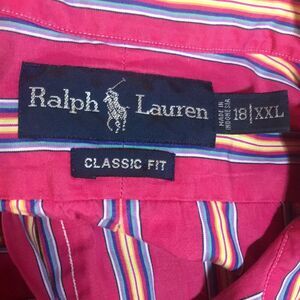 Ralph Lauren
MADE IN
INDONESIA
18 XXL
CLASSIC FIT